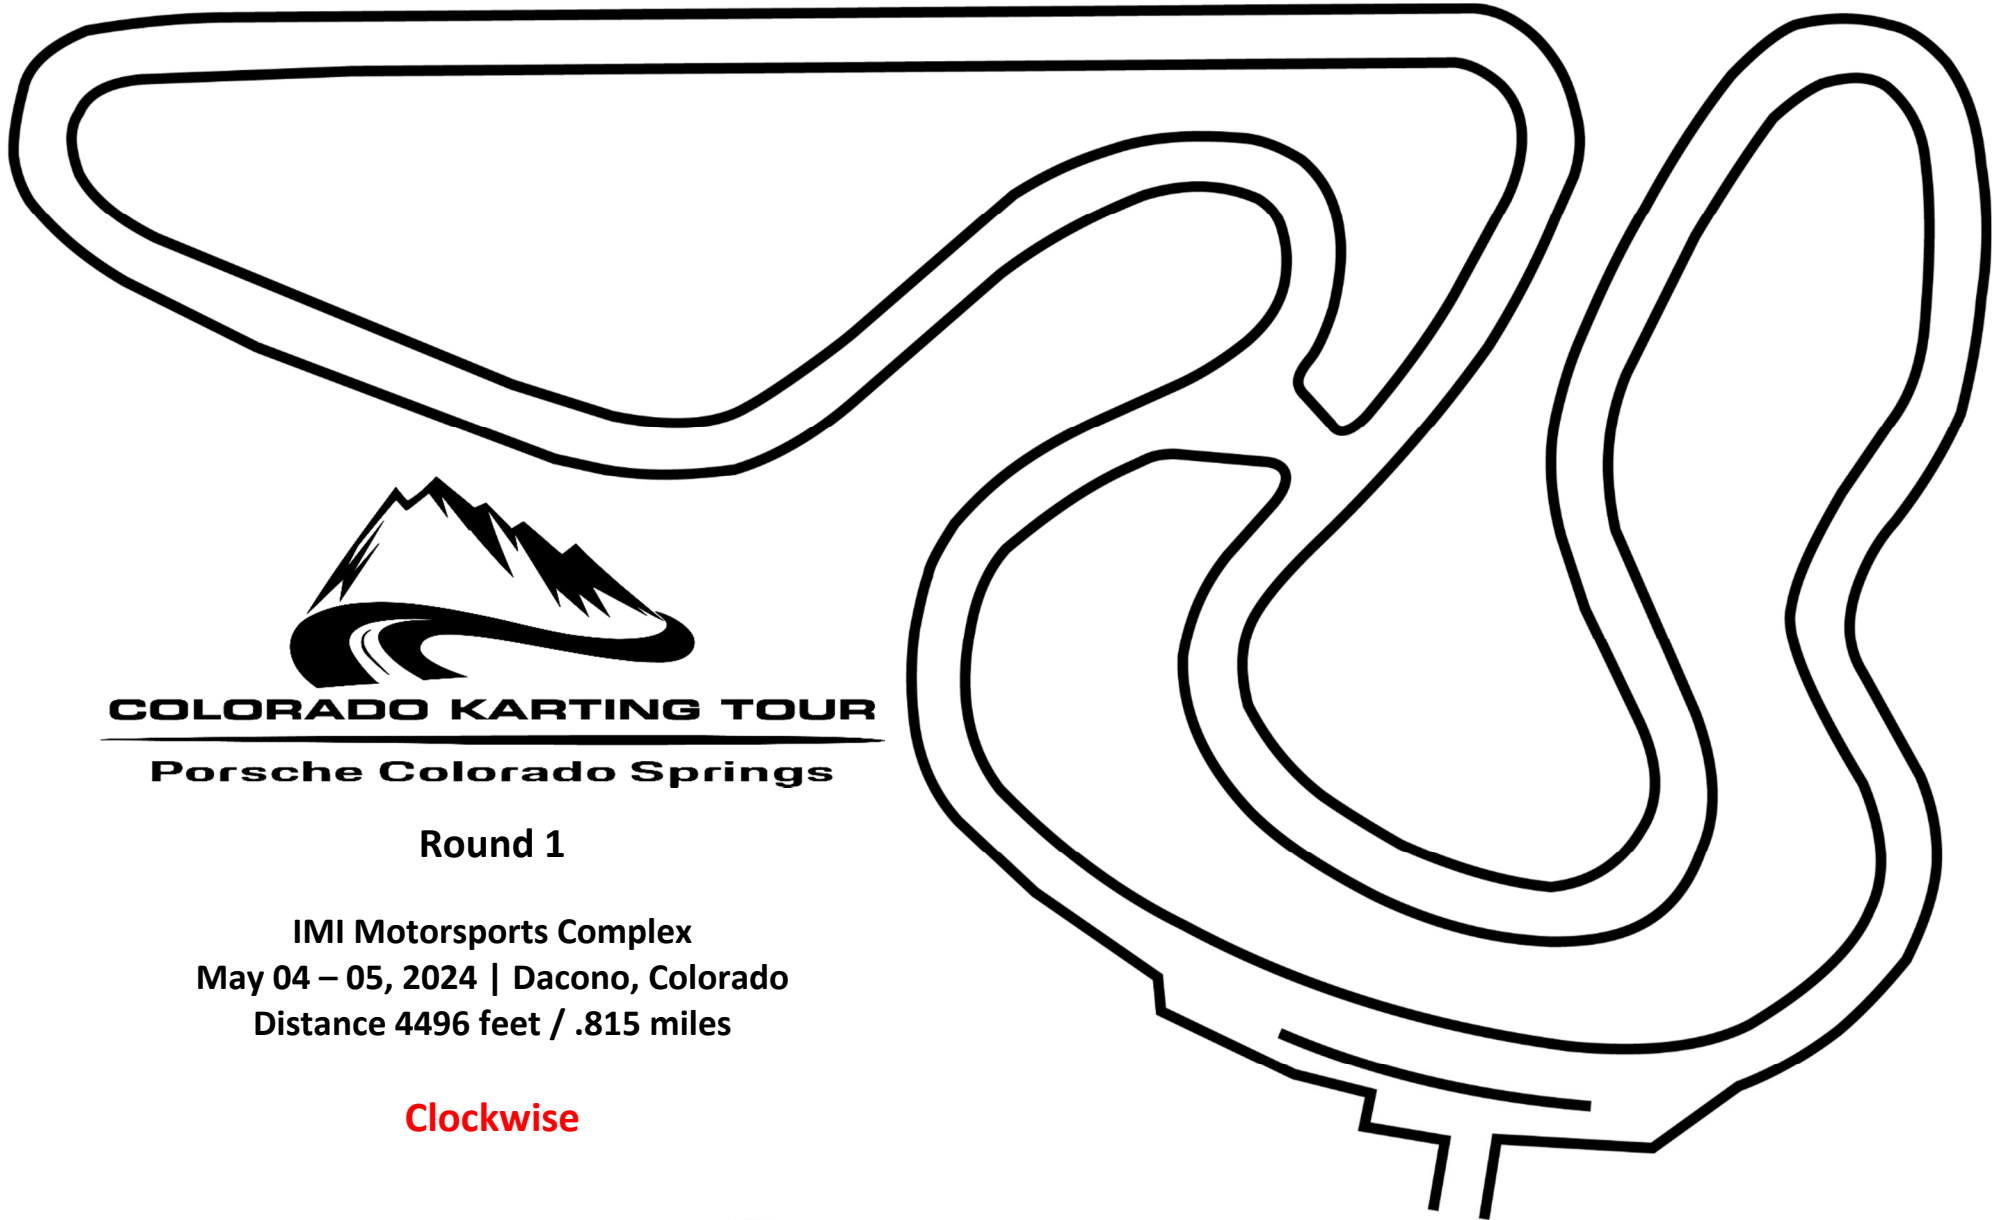 COLORADO KARTING TOUR
Porsche Colorado Springs
Round 1
IMI Motorsports Complex
May 04 – 05, 2024 | Dacono, Colorado
Distance 4496 feet / .815 miles
Clockwise